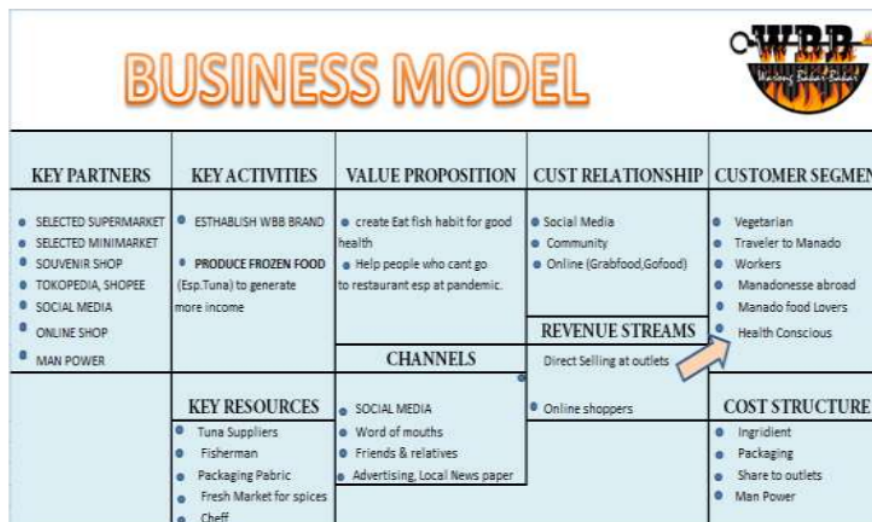 BUSINESS MODEL
WBB
Warong Bakar-Bakar
KEY PARTNERS
SELECTED SUPERMARKET
SELECTED MINIMARKET
SOUVENIR SHOP
TOKOPEDIA, SHOPEE
SOCIAL MEDIA
ONLINE SHOP
MAN POWER
KEY ACTIVITIES
ESTHABLISH WBB BRAND
PRODUCE FROZEN FOOD
(Esp.Tuna) to generate
more income
KEY RESOURCES
Tuna Suppliers
Fisherman
Packaging Pabric
Fresh Market for spices
Cheff
VALUE PROPOSITION
create Eat fish habit for good
health
Help people who cant go
to restaurant esp at pandemic.
CHANNELS
SOCIAL MEDIA
Word of mouths
Friends & relatives
Advertising, Local News paper
CUST RELATIONSHIP
Social Media
Community
Online (Grabfood,Gofood)
REVENUE STREAMS
Direct Selling at outlets
Online shoppers
CUSTOMER SEGMEN
Vegetarian
Traveler to Manado
Workers
Manadonesse abroad
Manado food Lovers
Health Conscious
COST STRUCTURE
Ingridient
Packaging
Share to outlets
Man Power